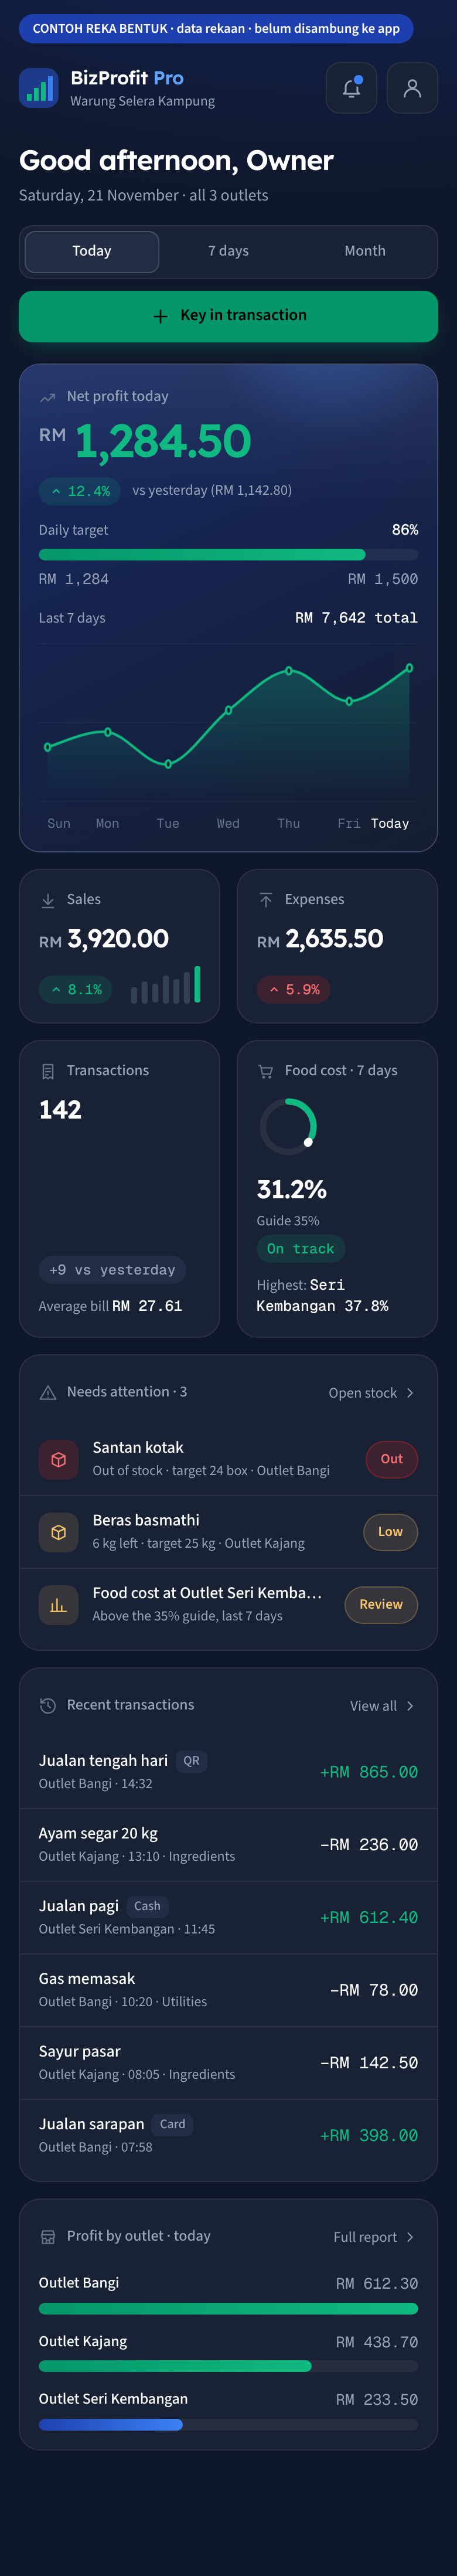 CONTOH REKA BENTUK · data rekaan · belum disambung ke app
BizProfit Pro
Warung Selera Kampung
Good afternoon, Owner
Saturday, 21 November · all 3 outlets
Today
7 days
Month
+ Key in transaction
Net profit today
RM 1,284.50
12.4%
vs yesterday (RM 1,142.80)
Daily target
86%
RM 1,284
RM 1,500
Last 7 days
RM 7,642 total
Sun Mon Tue Wed Thu Fri Today
Sales
RM 3,920.00
8.1%
Expenses
RM 2,635.50
5.9%
Transactions
142
+9 vs yesterday
Average bill RM 27.61
Food cost · 7 days
31.2%
Guide 35%
On track
Highest: Seri
Kembangan 37.8%
Needs attention · 3
Open stock
Santan kotak
Out of stock · target 24 box · Outlet Bangi
Out
Beras basmathi
6 kg left · target 25 kg · Outlet Kajang
Low
Food cost at Outlet Seri Kemba...
Above the 35% guide, last 7 days
Review
Recent transactions
View all
Jualan tengah hari QR
Outlet Bangi · 14:32
+RM 865.00
Ayam segar 20 kg
Outlet Kajang · 13:10 · Ingredients
−RM 236.00
Jualan pagi Cash
Outlet Seri Kembangan · 11:45
+RM 612.40
Gas memasak
Outlet Bangi · 10:20 · Utilities
−RM 78.00
Sayur pasar
Outlet Kajang · 08:05 · Ingredients
−RM 142.50
Jualan sarapan Card
Outlet Bangi · 07:58
+RM 398.00
Profit by outlet · today
Full report
Outlet Bangi
RM 612.30
Outlet Kajang
RM 438.70
Outlet Seri Kembangan
RM 233.50